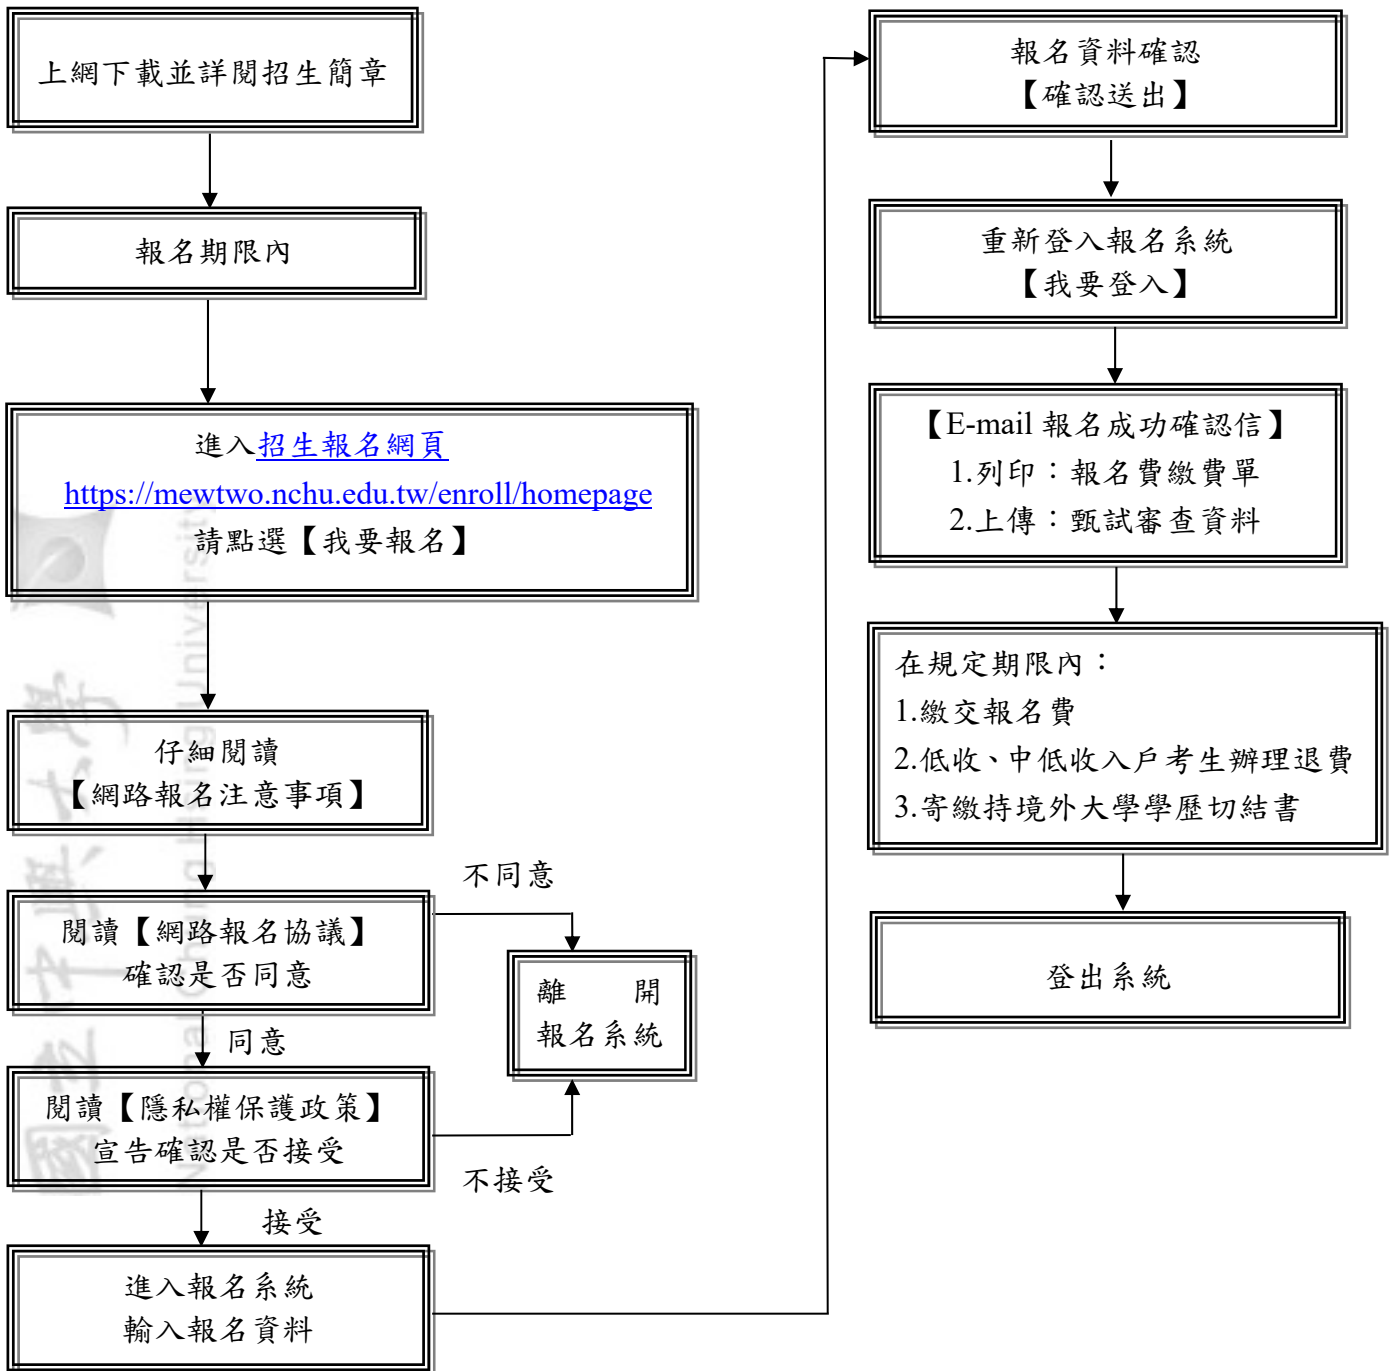 上網下載並詳閱招生簡章
報名期限內
進入招生報名網頁
https://mewtwo.nchu.edu.tw/enroll/homepage
請點選【我要報名】
仔細閱讀
【網路報名注意事項】
閱讀【網路報名協議】
確認是否同意
不同意
離 開
報名系統
同意
閱讀【隱私權保護政策】
宣告確認是否接受
不接受
接受
進入報名系統
輸入報名資料
報名資料確認
【確認送出】
重新登入報名系統
【我要登入】
【E-mail 報名成功確認信】
1.列印：報名費繳費單
2.上傳：甄試審查資料
在規定期限內：
1.繳交報名費
2.低收、中低收入戶考生辦理退費
3.寄繳持境外大學學歷切結書
登出系統
國立中興大學
National Chung Hsing University